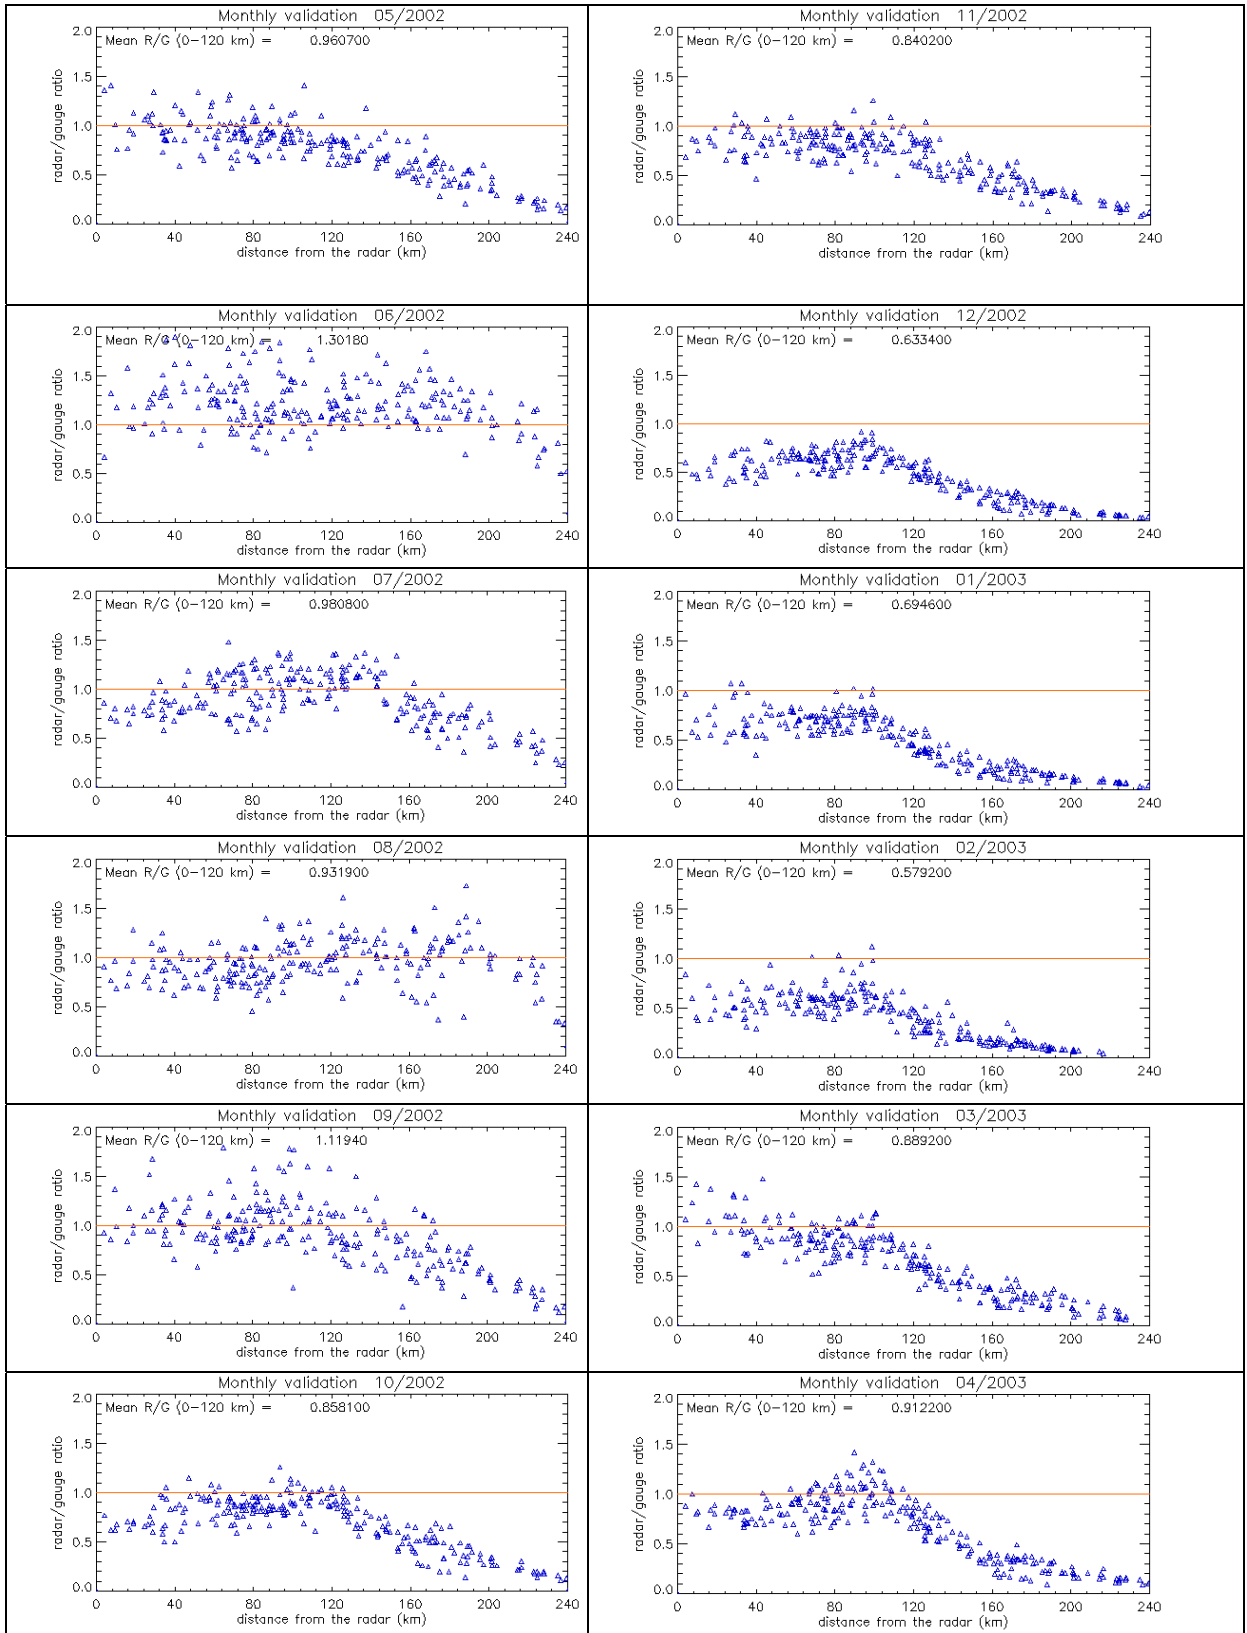 Monthly validation 05/2002
Mean R/G (0-120 km) = 0.960700
2.0
1.5
1.0
0.5
0.0
radar/gauge ratio
0 40 80 120 160 200 240
distance from the radar (km)
Monthly validation 11/2002
Mean R/G (0-120 km) = 0.840200
2.0
1.5
1.0
0.5
0.0
radar/gauge ratio
0 40 80 120 160 200 240
distance from the radar (km)
Monthly validation 06/2002
Mean R/G (0-120 km) = 1.30180
2.0
1.5
1.0
0.5
0.0
radar/gauge ratio
0 40 80 120 160 200 240
distance from the radar (km)
Monthly validation 12/2002
Mean R/G (0-120 km) = 0.633400
2.0
1.5
1.0
0.5
0.0
radar/gauge ratio
0 40 80 120 160 200 240
distance from the radar (km)
Monthly validation 07/2002
Mean R/G (0-120 km) = 0.980800
2.0
1.5
1.0
0.5
0.0
radar/gauge ratio
0 40 80 120 160 200 240
distance from the radar (km)
Monthly validation 01/2003
Mean R/G (0-120 km) = 0.694600
2.0
1.5
1.0
0.5
0.0
radar/gauge ratio
0 40 80 120 160 200 240
distance from the radar (km)
Monthly validation 08/2002
Mean R/G (0-120 km) = 0.931900
2.0
1.5
1.0
0.5
0.0
radar/gauge ratio
0 40 80 120 160 200 240
distance from the radar (km)
Monthly validation 02/2003
Mean R/G (0-120 km) = 0.579200
2.0
1.5
1.0
0.5
0.0
radar/gauge ratio
0 40 80 120 160 200 240
distance from the radar (km)
Monthly validation 09/2002
Mean R/G (0-120 km) = 1.11940
2.0
1.5
1.0
0.5
0.0
radar/gauge ratio
0 40 80 120 160 200 240
distance from the radar (km)
Monthly validation 03/2003
Mean R/G (0-120 km) = 0.889200
2.0
1.5
1.0
0.5
0.0
radar/gauge ratio
0 40 80 120 160 200 240
distance from the radar (km)
Monthly validation 10/2002
Mean R/G (0-120 km) = 0.858100
2.0
1.5
1.0
0.5
0.0
radar/gauge ratio
0 40 80 120 160 200 240
distance from the radar (km)
Monthly validation 04/2003
Mean R/G (0-120 km) = 0.912200
2.0
1.5
1.0
0.5
0.0
radar/gauge ratio
0 40 80 120 160 200 240
distance from the radar (km)